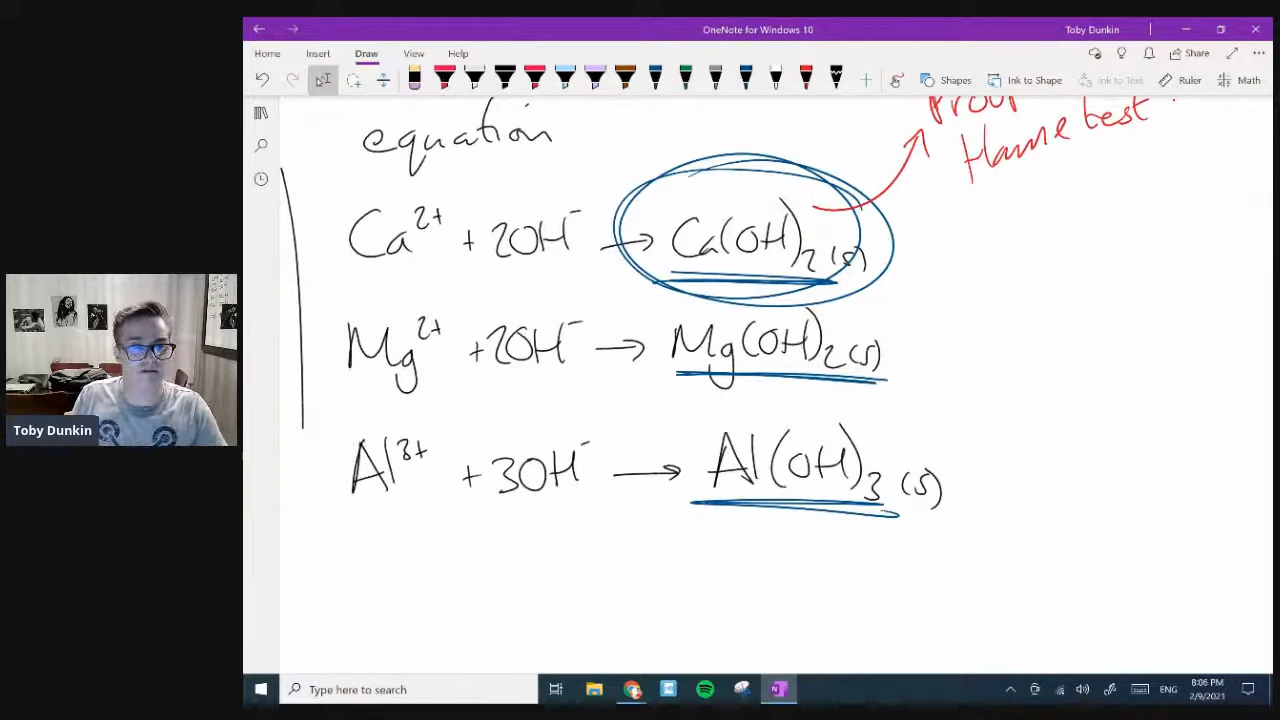 OneNote for Windows 10
Toby Dunkin
Home Insert Draw View Help
Share
Shapes Ink to Shape Ink to Text Ruler Math
Proof
flame test
equation
Ca²⁺ + 2OH⁻ → Ca(OH)₂ (s)
Mg²⁺ + 2OH⁻ → Mg(OH)₂ (s)
Al³⁺ + 3OH⁻ → Al(OH)₃ (s)
Toby Dunkin
Type here to search
ENG
8:06 PM
2/9/2021